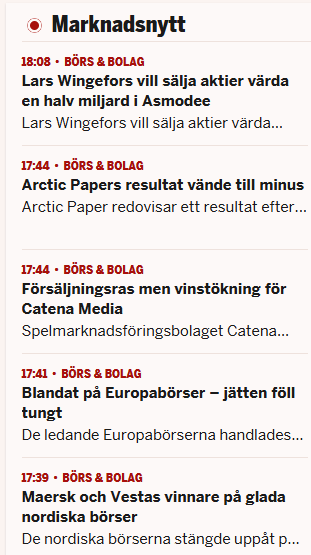 Marknadsnytt
18:08 • BÖRS & BOLAG
Lars Wingefors vill sälja aktier värda
en halv miljard i Asmodee
Lars Wingefors vill sälja aktier värda...
17:44 • BÖRS & BOLAG
Arctic Papers resultat vände till minus
Arctic Paper redovisar ett resultat efter...
17:44 • BÖRS & BOLAG
Försäljningsras men vinstökning för
Catena Media
Spelmarknadsföringsbolaget Catena...
17:41 • BÖRS & BOLAG
Blandat på Europabörser – jätten föll
tungt
De ledande Europabörserna handlades...
17:39 • BÖRS & BOLAG
Maersk och Vestas vinnare på glada
nordiska börser
De nordiska börserna stängde uppåt p...